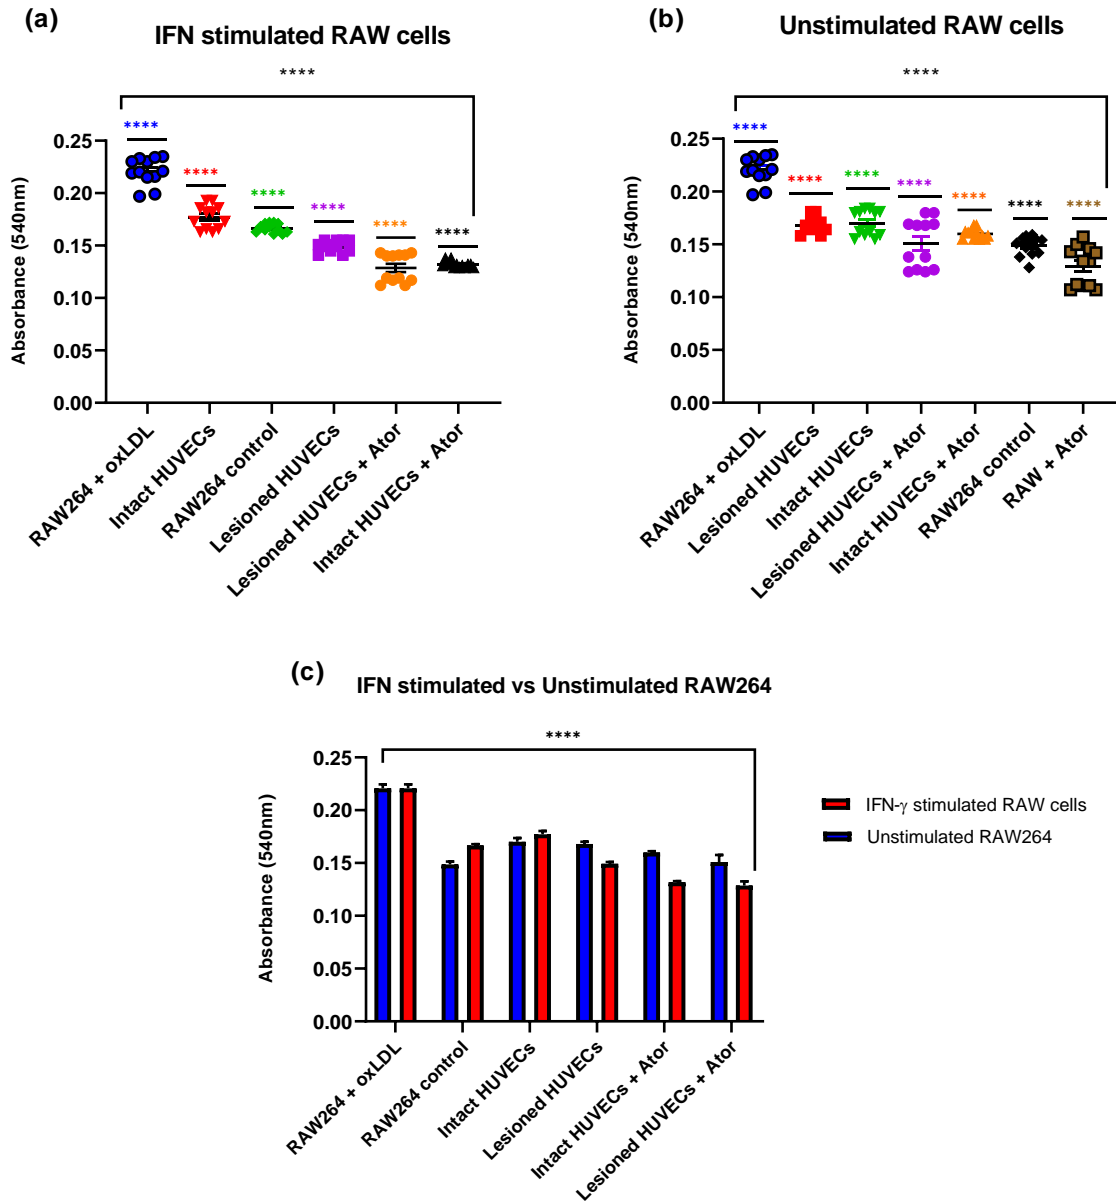 (a)
IFN stimulated RAW cells
****
****
****
****
****
****
****
Absorbance (540nm)
0.25
0.20
0.15
0.10
0.05
0.00
RAW264 + oxLDL
Intact HUVECs
RAW264 control
Lesioned HUVECs
Lesioned HUVECs + Ator
Intact HUVECs + Ator
(b)
Unstimulated RAW cells
****
****
****
****
****
****
****
****
Absorbance (540nm)
0.25
0.20
0.15
0.10
0.05
0.00
RAW264 + oxLDL
Lesioned HUVECs
Intact HUVECs
Lesioned HUVECs + Ator
Intact HUVECs + Ator
RAW264 control
RAW + Ator
(c)
IFN stimulated vs Unstimulated RAW264
****
Absorbance (540nm)
0.25
0.20
0.15
0.10
0.05
0.00
RAW264 + oxLDL
RAW264 control
Intact HUVECs
Lesioned HUVECs
Intact HUVECs + Ator
Lesioned HUVECs + Ator
IFN-γ stimulated RAW cells
Unstimulated RAW264